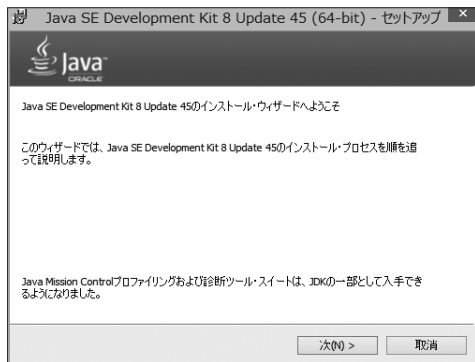 Java SE Development Kit 8 Update 45 (64-bit) - セットアップ
Java
ORACLE
Java SE Development Kit 8 Update 45のインストール・ウィザードへようこそ
このウィザードでは、Java SE Development Kit 8 Update 45のインストール・プロセスを順を追
って説明します。
Java Mission Controlプロファイリングおよび診断ツール・スイートは、JDKの一部として入手でき
るようになりました。
次(N) >
取消